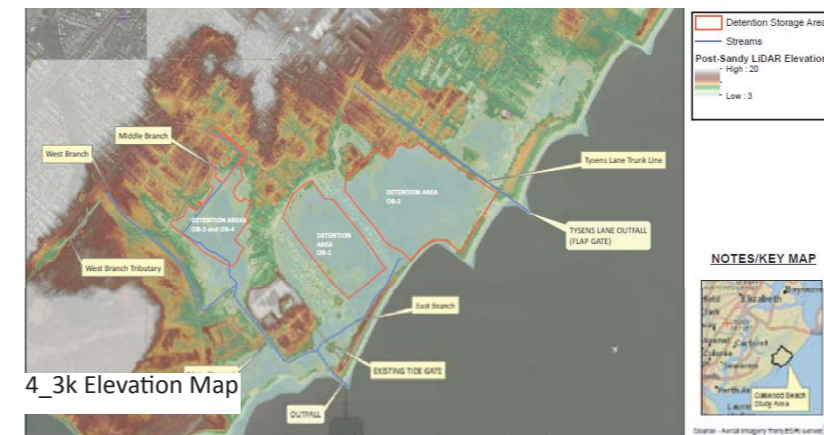 Detention Storage Area
Streams
Post-Sandy LiDAR Elevation
High : 20
Low : 3
Middle Branch
West Branch
Tysens Lane Trunk Line
DETENTION AREA
OB-2
DETENTION AREAS
OB-3 and OB-4
DETENTION
AREA
OB-1
TYSENS LANE OUTFALL
(FLAP GATE)
West Branch Tributary
East Branch
EXISTING TIDE GATE
OUTFALL
4_3k Elevation Map
NOTES/KEY MAP
Elizabeth
Carteret
Oakwood Beach
Study Area